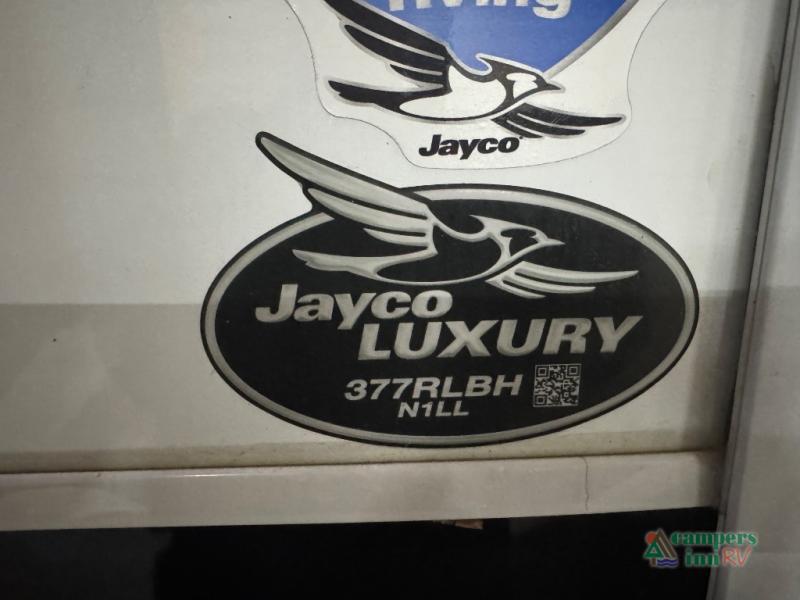 Jayco
Jayco
LUXURY
377RLBH
N1LL
campers
inn RV